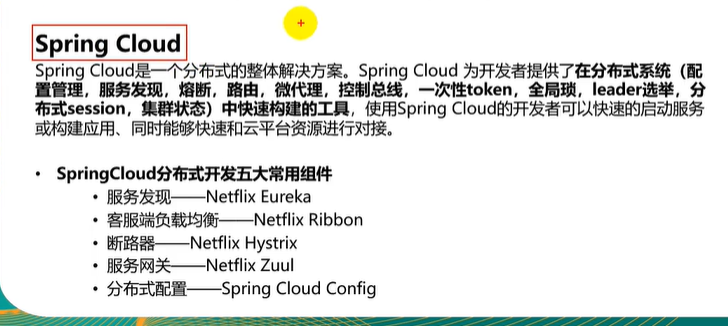 Spring Cloud
Spring Cloud是一个分布式的整体解决方案。Spring Cloud 为开发者提供了在分布式系统（配
置管理，服务发现，熔断，路由，微代理，控制总线，一次性token，全局琐，leader选举，分
布式session，集群状态）中快速构建的工具，使用Spring Cloud的开发者可以快速的启动服务
或构建应用、同时能够快速和云平台资源进行对接。
• SpringCloud分布式开发五大常用组件
• 服务发现——Netflix Eureka
• 客服端负载均衡——Netflix Ribbon
• 断路器——Netflix Hystrix
• 服务网关——Netflix Zuul
• 分布式配置——Spring Cloud Config